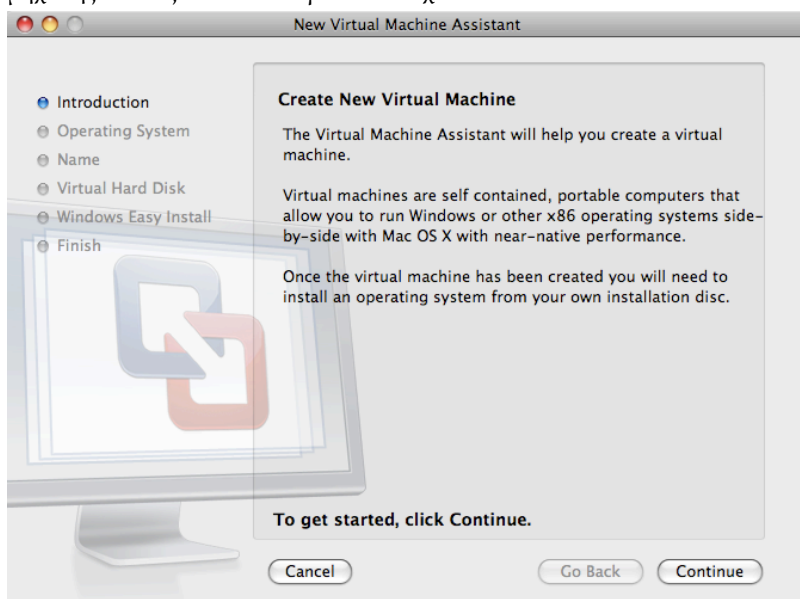 New Virtual Machine Assistant
Introduction
Operating System
Name
Virtual Hard Disk
Windows Easy Install
Finish
Create New Virtual Machine
The Virtual Machine Assistant will help you create a virtual
machine.
Virtual machines are self contained, portable computers that
allow you to run Windows or other x86 operating systems side-
by-side with Mac OS X with near-native performance.
Once the virtual machine has been created you will need to
install an operating system from your own installation disc.
To get started, click Continue.
Cancel
Go Back
Continue